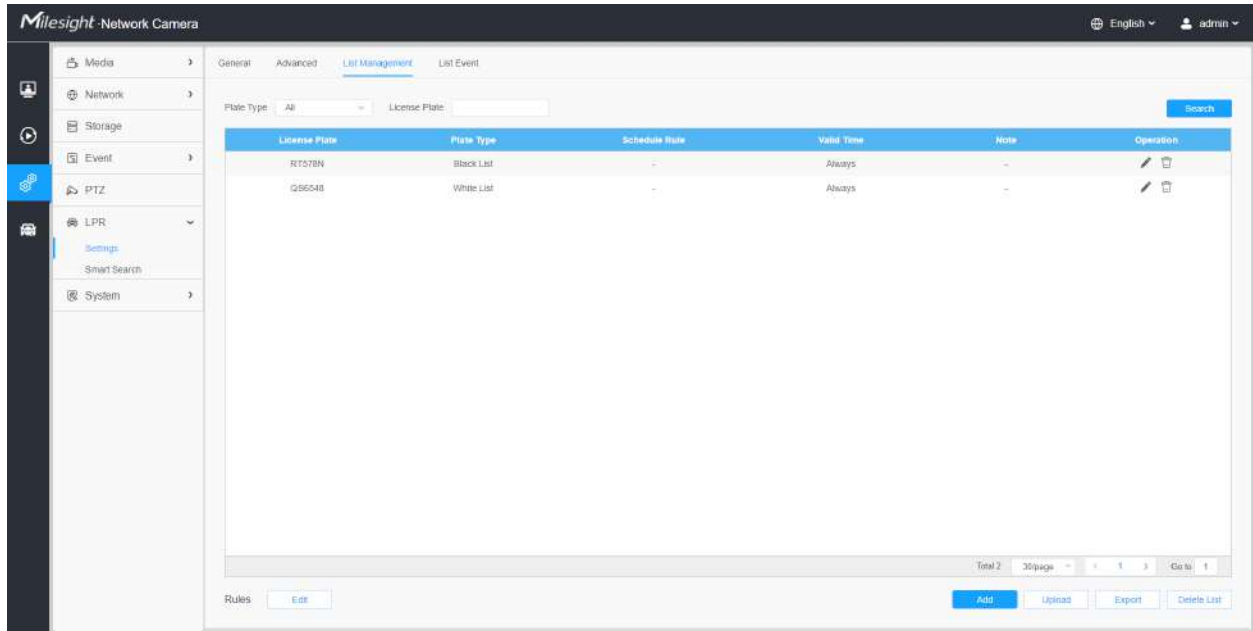 Milesight Network Camera
English
admin
Media
Network
Storage
Event
PTZ
LPR
Settings
Smart Search
System
General Advanced List Management List Event
Plate Type All License Plate Search
License Plate Plate Type Schedule Rule Valid Time Note Operation
RT578N Black List - Always -
QS6548 White List - Always -
Total 2 30/page < 1 > Go to 1
Rules Edit Add Upload Export Delete List